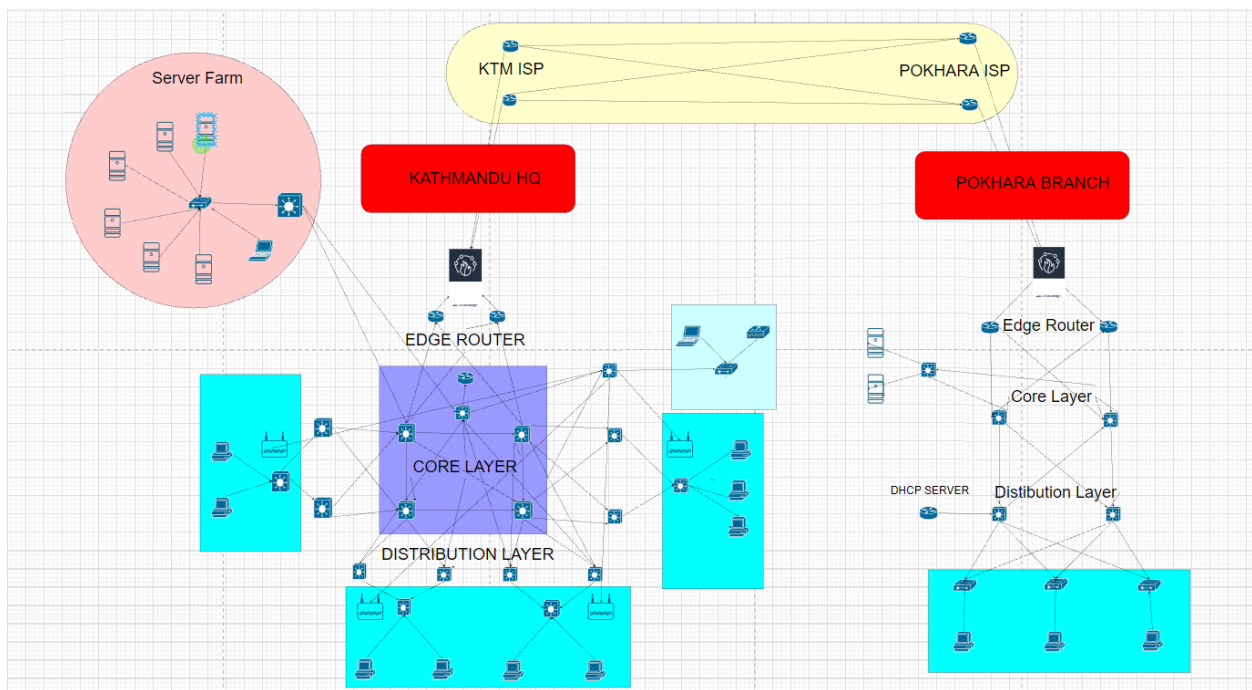 Server Farm
KTM ISP
POKHARA ISP
KATHMANDU HQ
POKHARA BRANCH
EDGE ROUTER
Edge Router
Core Layer
CORE LAYER
DHCP SERVER
Distibution Layer
DISTRIBUTION LAYER